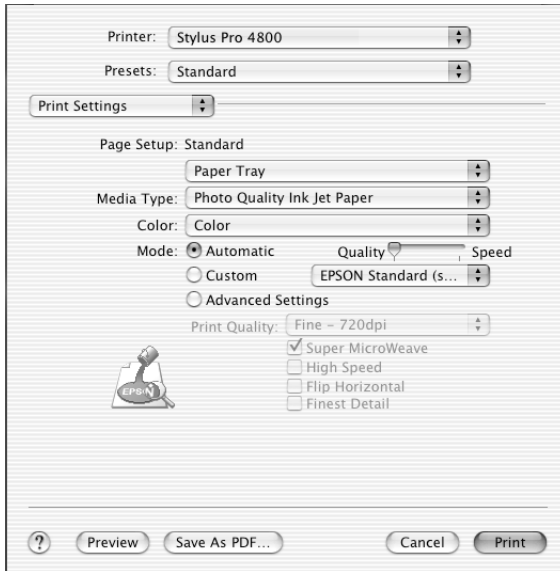 Printer: Stylus Pro 4800
Presets: Standard
Print Settings
Page Setup: Standard
Paper Tray
Media Type: Photo Quality Ink Jet Paper
Color: Color
Mode: Automatic Quality Speed
Custom EPSON Standard (s...
Advanced Settings
Print Quality: Fine - 720dpi
Super MicroWeave
High Speed
Flip Horizontal
Finest Detail
EPSON
? Preview Save As PDF... Cancel Print